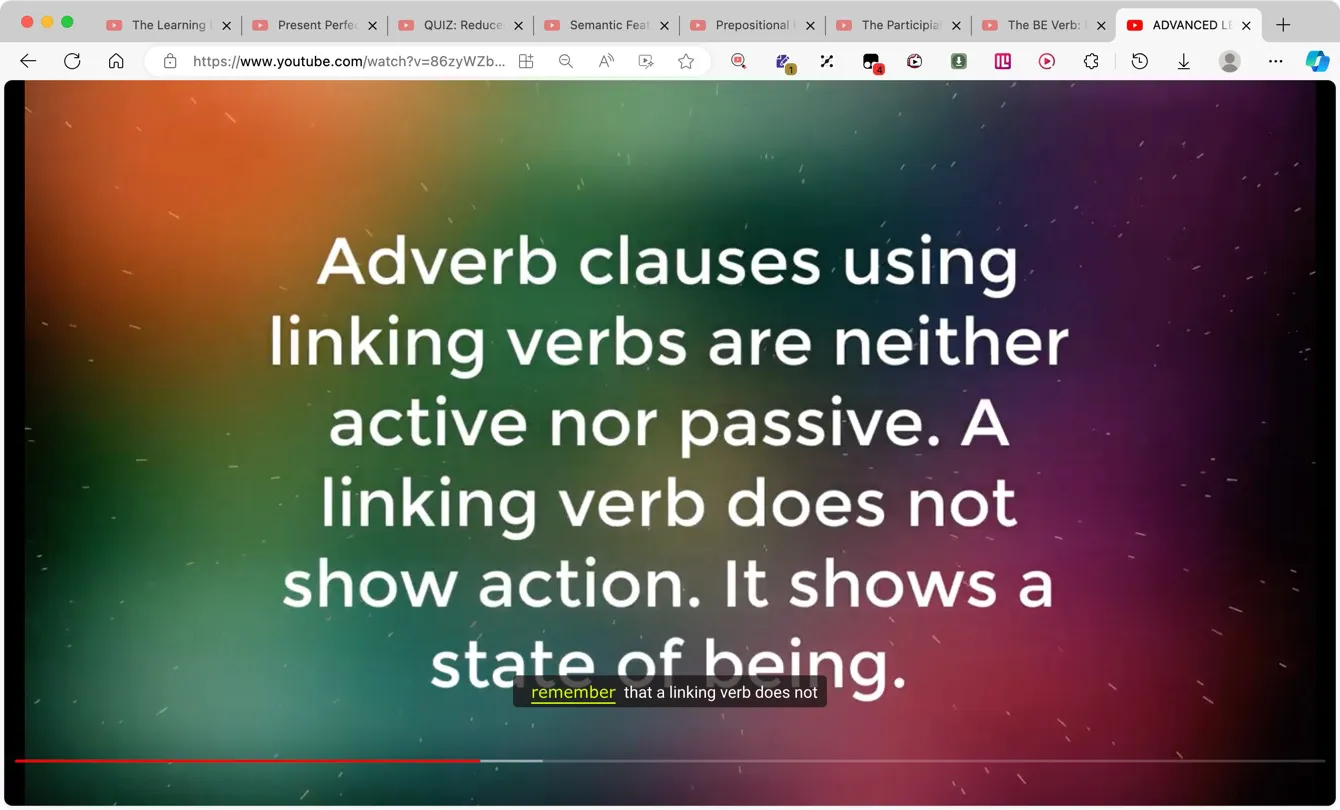 The Learning
Present Perfe
QUIZ: Reduce
Semantic Fea
Prepositional
The Participia
The BE Verb:
ADVANCED LE
https://www.youtube.com/watch?v=86zyWZb...
1
4
Adverb clauses using
linking verbs are neither
active nor passive. A
linking verb does not
show action. It shows a
state of being.
remember that a linking verb does not